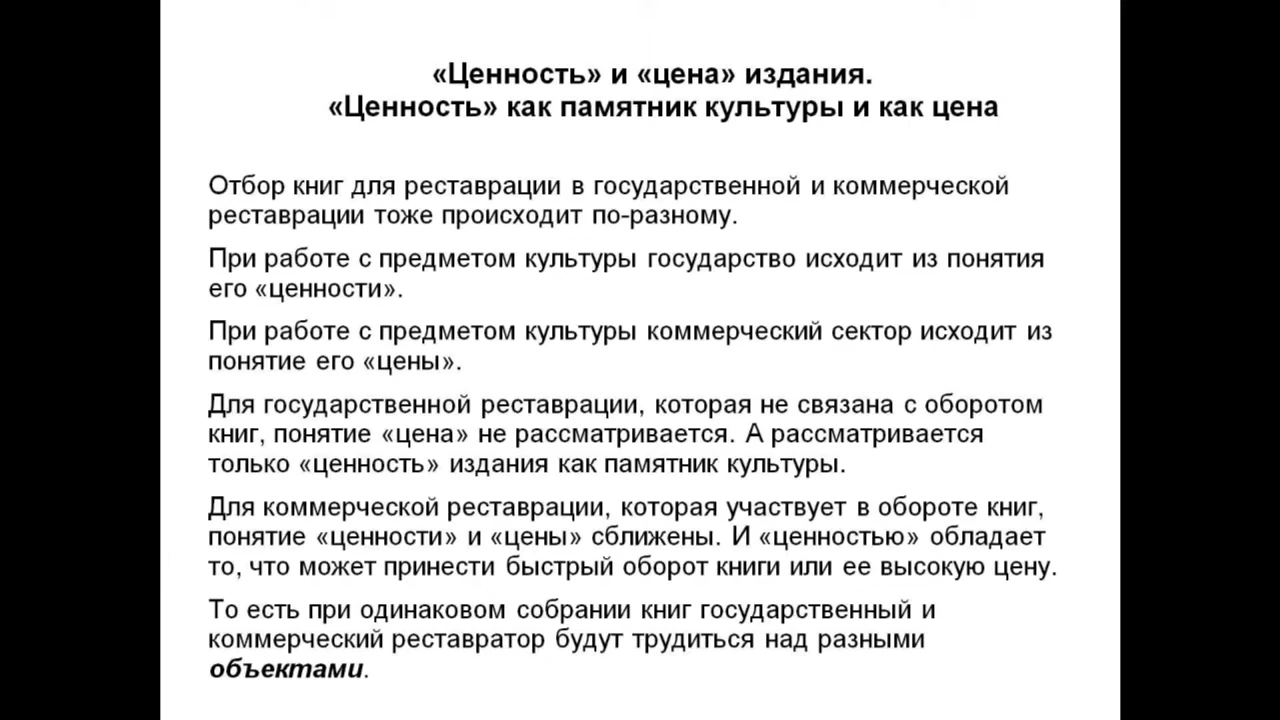 «Ценность» и «цена» издания.
«Ценность» как памятник культуры и как цена
Отбор книг для реставрации в государственной и коммерческой
реставрации тоже происходит по-разному.
При работе с предметом культуры государство исходит из понятия
его «ценности».
При работе с предметом культуры коммерческий сектор исходит из
понятие его «цены».
Для государственной реставрации, которая не связана с оборотом
книг, понятие «цена» не рассматривается. А рассматривается
только «ценность» издания как памятник культуры.
Для коммерческой реставрации, которая участвует в обороте книг,
понятие «ценности» и «цены» сближены. И «ценностью» обладает
то, что может принести быстрый оборот книги или ее высокую цену.
То есть при одинаковом собрании книг государственный и
коммерческий реставратор будут трудиться над разными
объектами.